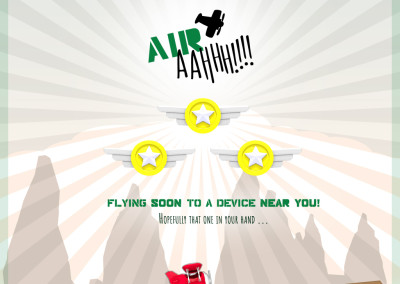 AIR
AAHHH!!!!
FLYING SOON TO A DEVICE NEAR YOU!
HOPEFULLY THAT ONE IN YOUR HAND ...